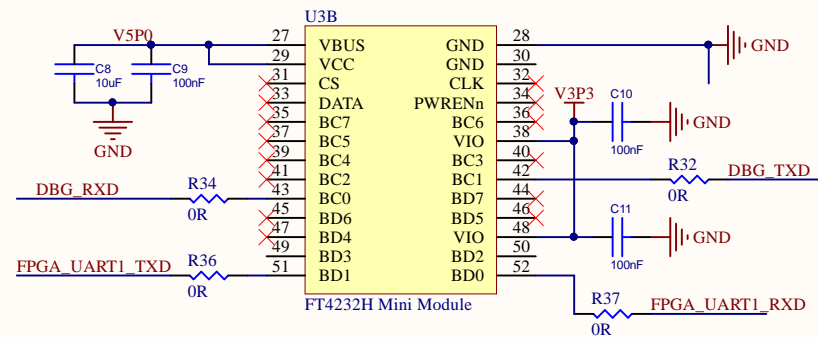 U3B
V5P0 27 VBUS GND 28 GND
29 VCC GND 30
C8 C9 31 CS CLK 32
10uF 100nF 33 DATA PWRENn 34 V3P3 C10
35 BC7 BC6 36 GND
GND 37 BC5 VIO 38 100nF
39 BC4 BC3 40
41 BC2 BC1 42 R32 DBG_TXD
DBG_RXD R34 43 BC0 BD7 44 0R
0R 45 BD6 BD5 46 C11
47 BD4 VIO 48 GND
49 BD3 BD2 50 100nF
FPGA_UART1_TXD R36 51 BD1 BD0 52
0R FT4232H Mini Module R37 FPGA_UART1_RXD
0R